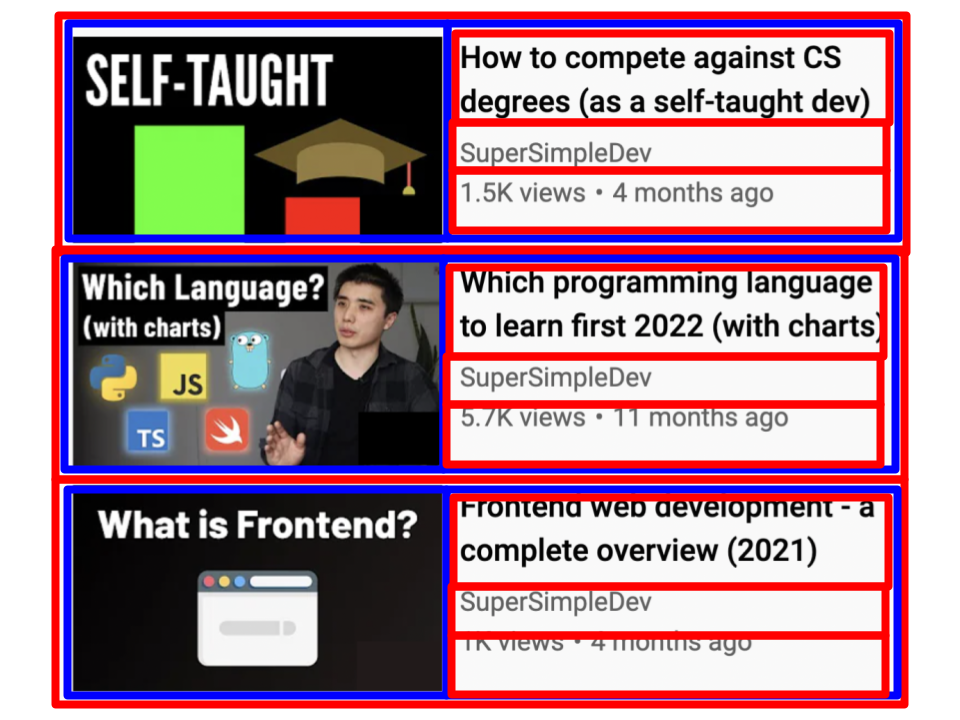 SELF-TAUGHT
How to compete against CS
degrees (as a self-taught dev)
SuperSimpleDev
1.5K views • 4 months ago
Which Language?
(with charts)
JS
TS
Which programming language
to learn first 2022 (with charts)
SuperSimpleDev
5.7K views • 11 months ago
What is Frontend?
Frontend web development - a
complete overview (2021)
SuperSimpleDev
1K views • 4 months ago